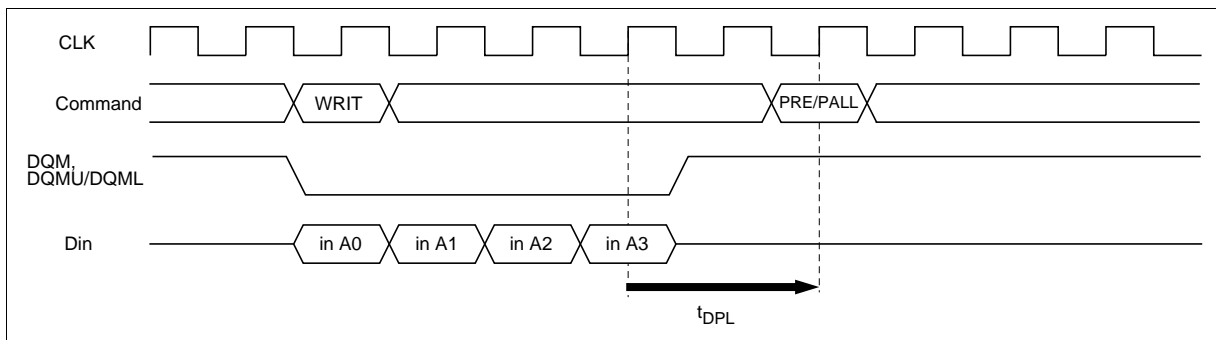 CLK
Command
WRIT
PRE/PALL
DQM,
DQMU/DQML
Din
in A0
in A1
in A2
in A3
tDPL